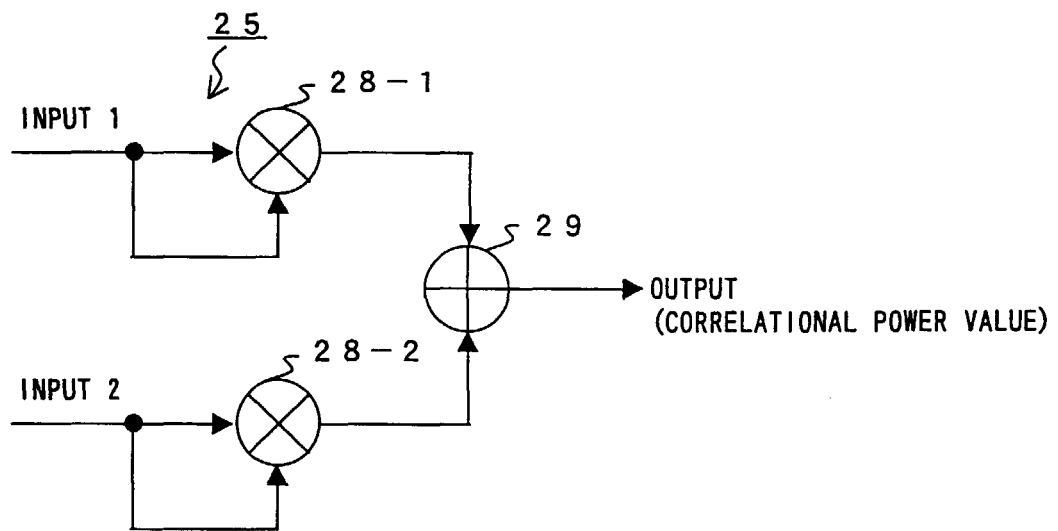 25
28-1
INPUT 1
29
OUTPUT
(CORRELATIONAL POWER VALUE)
28-2
INPUT 2